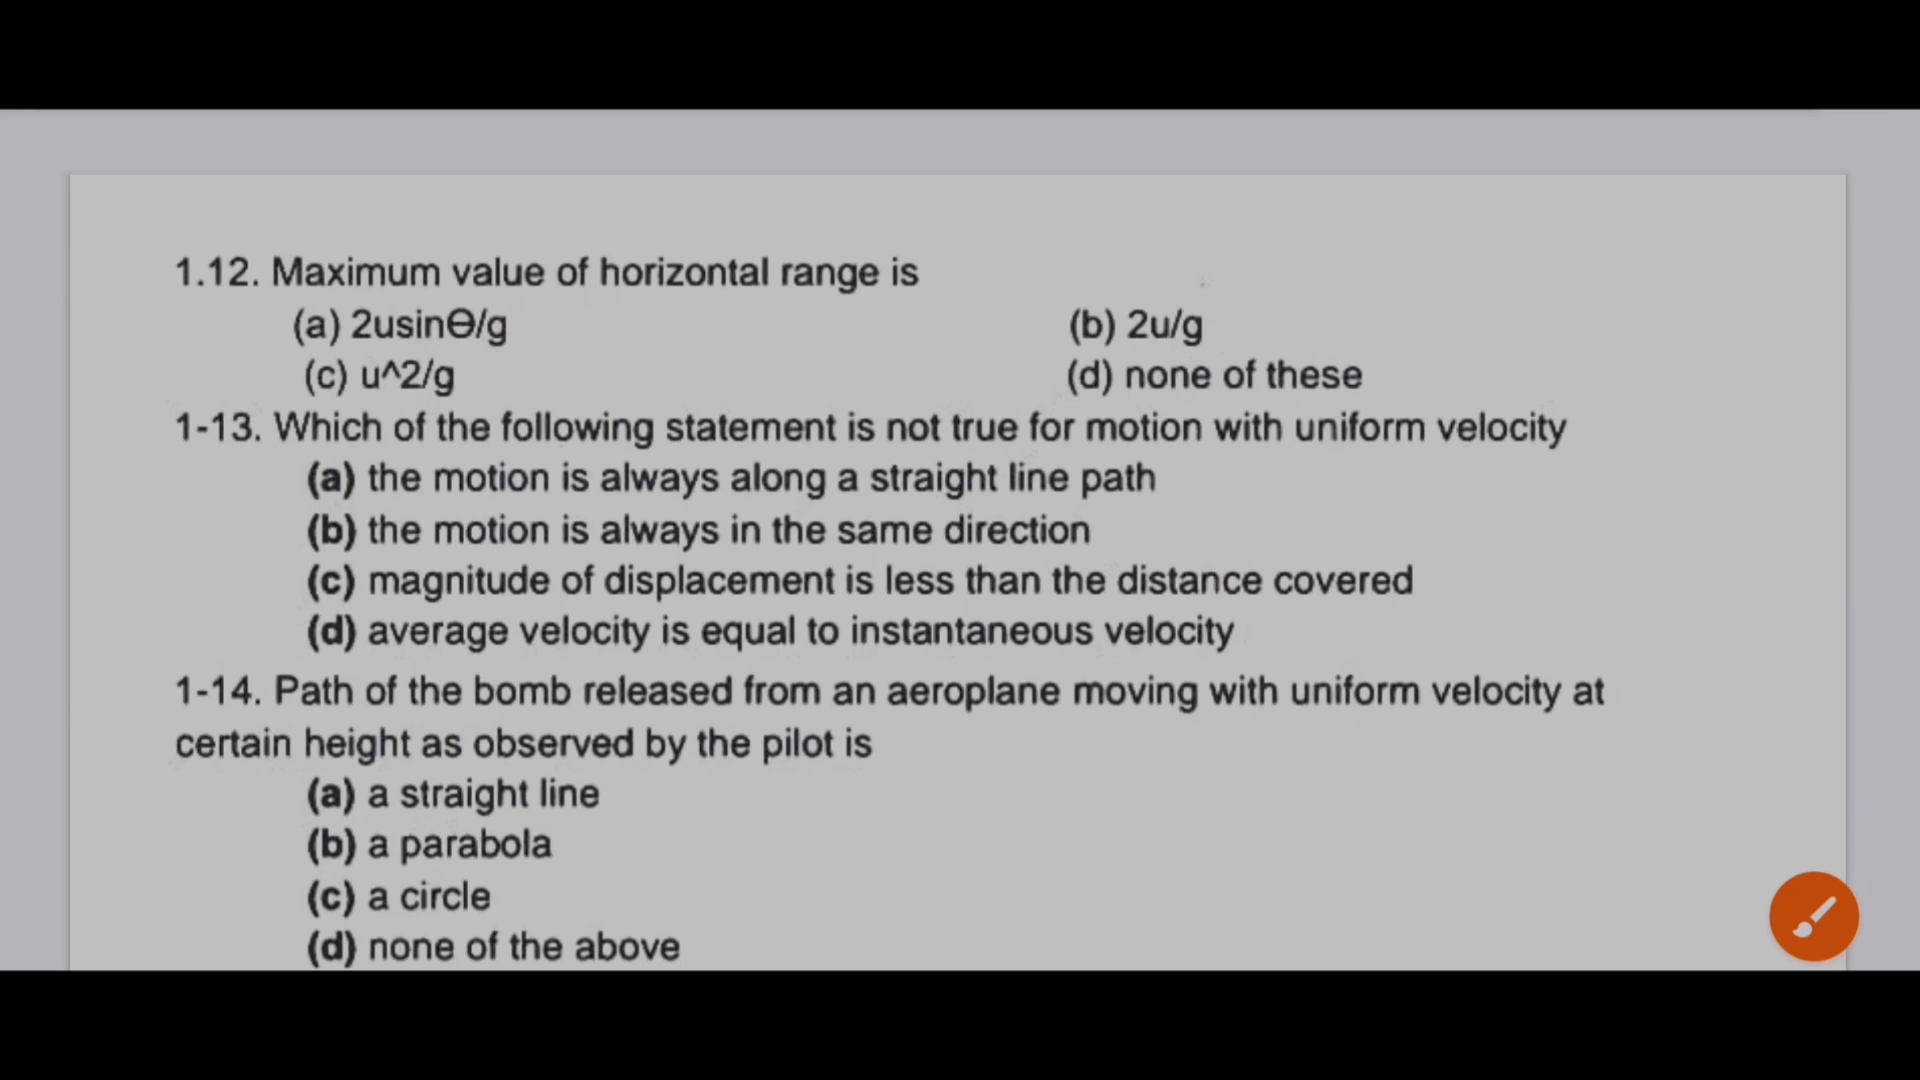 1.12. Maximum value of horizontal range is
(a) 2usinƟ/g (b) 2u/g
(c) u^2/g (d) none of these
1-13. Which of the following statement is not true for motion with uniform velocity
(a) the motion is always along a straight line path
(b) the motion is always in the same direction
(c) magnitude of displacement is less than the distance covered
(d) average velocity is equal to instantaneous velocity
1-14. Path of the bomb released from an aeroplane moving with uniform velocity at
certain height as observed by the pilot is
(a) a straight line
(b) a parabola
(c) a circle
(d) none of the above